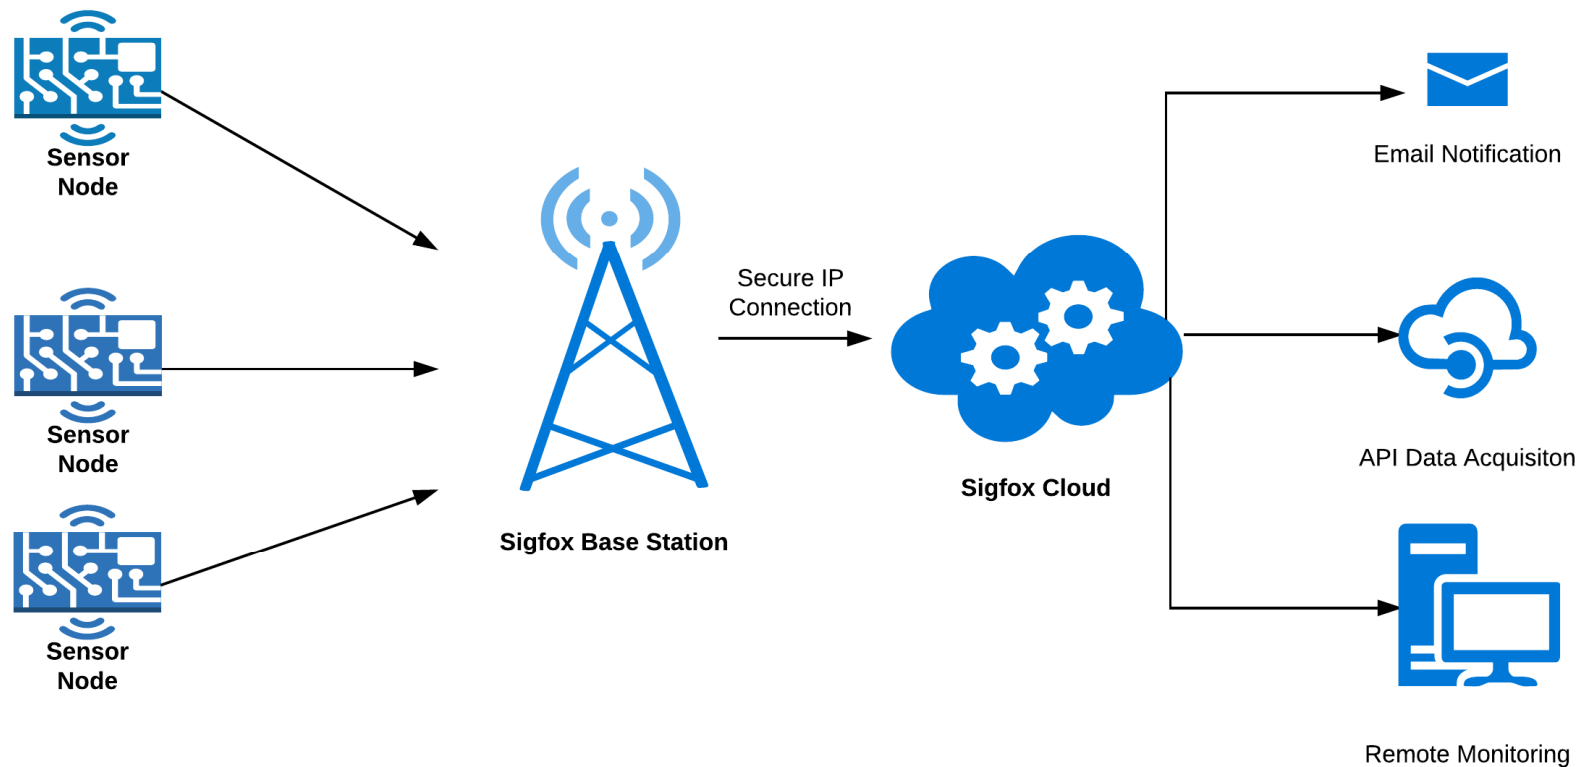 Sensor
Node
Sensor
Node
Sensor
Node
Sigfox Base Station
Secure IP
Connection
Sigfox Cloud
Email Notification
API Data Acquisiton
Remote Monitoring